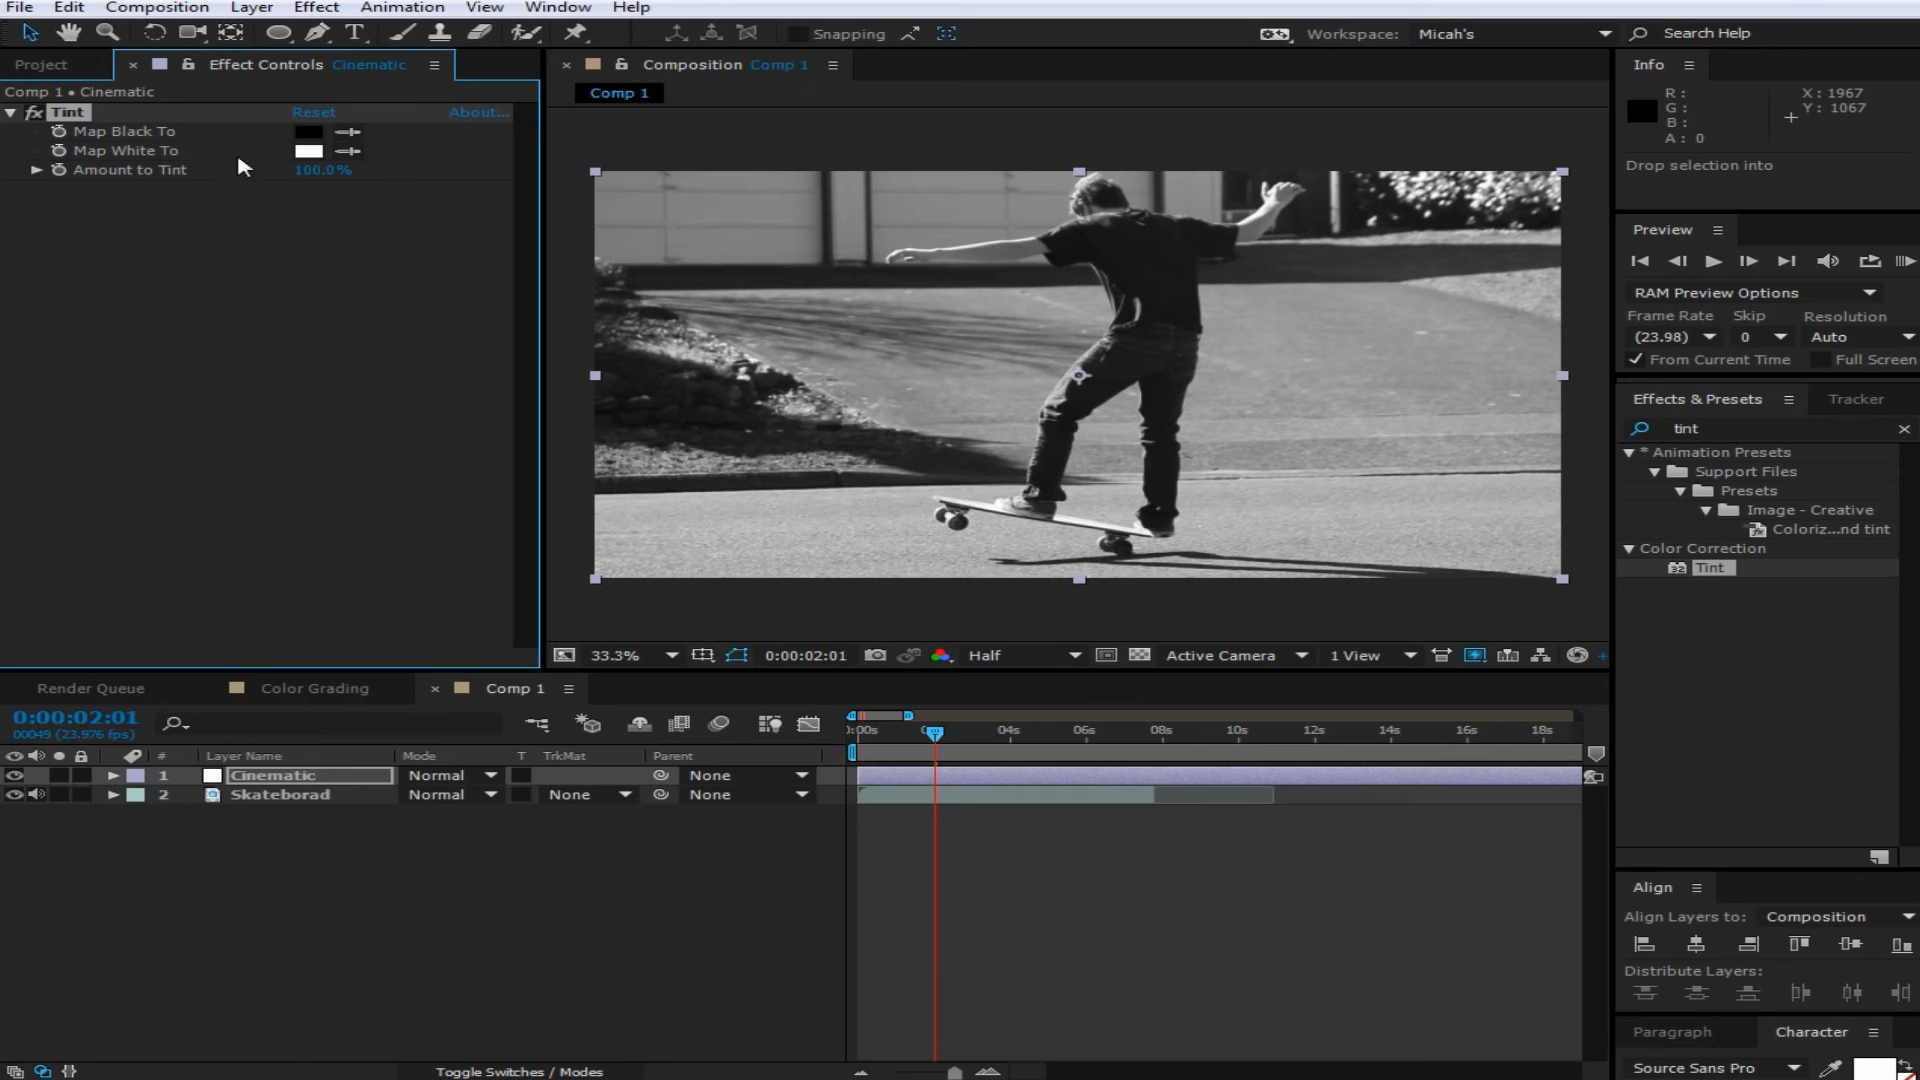 File Edit Composition Layer Effect Animation View Window Help
Snapping Workspace: Micah's Search Help
Project Effect Controls Cinematic
Composition Comp 1
Info
Comp 1 • Cinematic
Comp 1
R: X: 1967
G: Y: 1067
B:
A: 0
fx Tint Reset About...
Map Black To
Map White To
Amount to Tint 100.0%
Drop selection into
Preview
RAM Preview Options
Frame Rate Skip Resolution
(23.98) 0 Auto
From Current Time Full Screen
Effects & Presets Tracker
tint
* Animation Presets
Support Files
Presets
Image - Creative
Coloriz...nd tint
Color Correction
32 Tint
33.3% 0:00:02:01 Half Active Camera 1 View
Render Queue Color Grading Comp 1
0:00:02:01
00049 (23.976 fps)
:00s 04s 06s 08s 10s 12s 14s 16s 18s
# Layer Name Mode T TrkMat Parent
1 Cinematic Normal None
2 Skateborad Normal None None
Align
Align Layers to: Composition
Distribute Layers:
Paragraph Character
Source Sans Pro
Toggle Switches / Modes